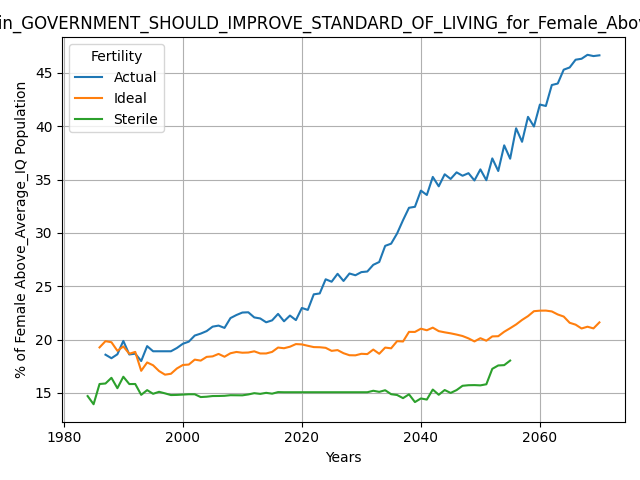 in_GOVERNMENT_SHOULD_IMPROVE_STANDARD_OF_LIVING_for_Female_Abov
Fertility
Actual
Ideal
Sterile
% of Female Above_Average_IQ Population
45
40
35
30
25
20
15
1980
2000
2020
2040
2060
Years